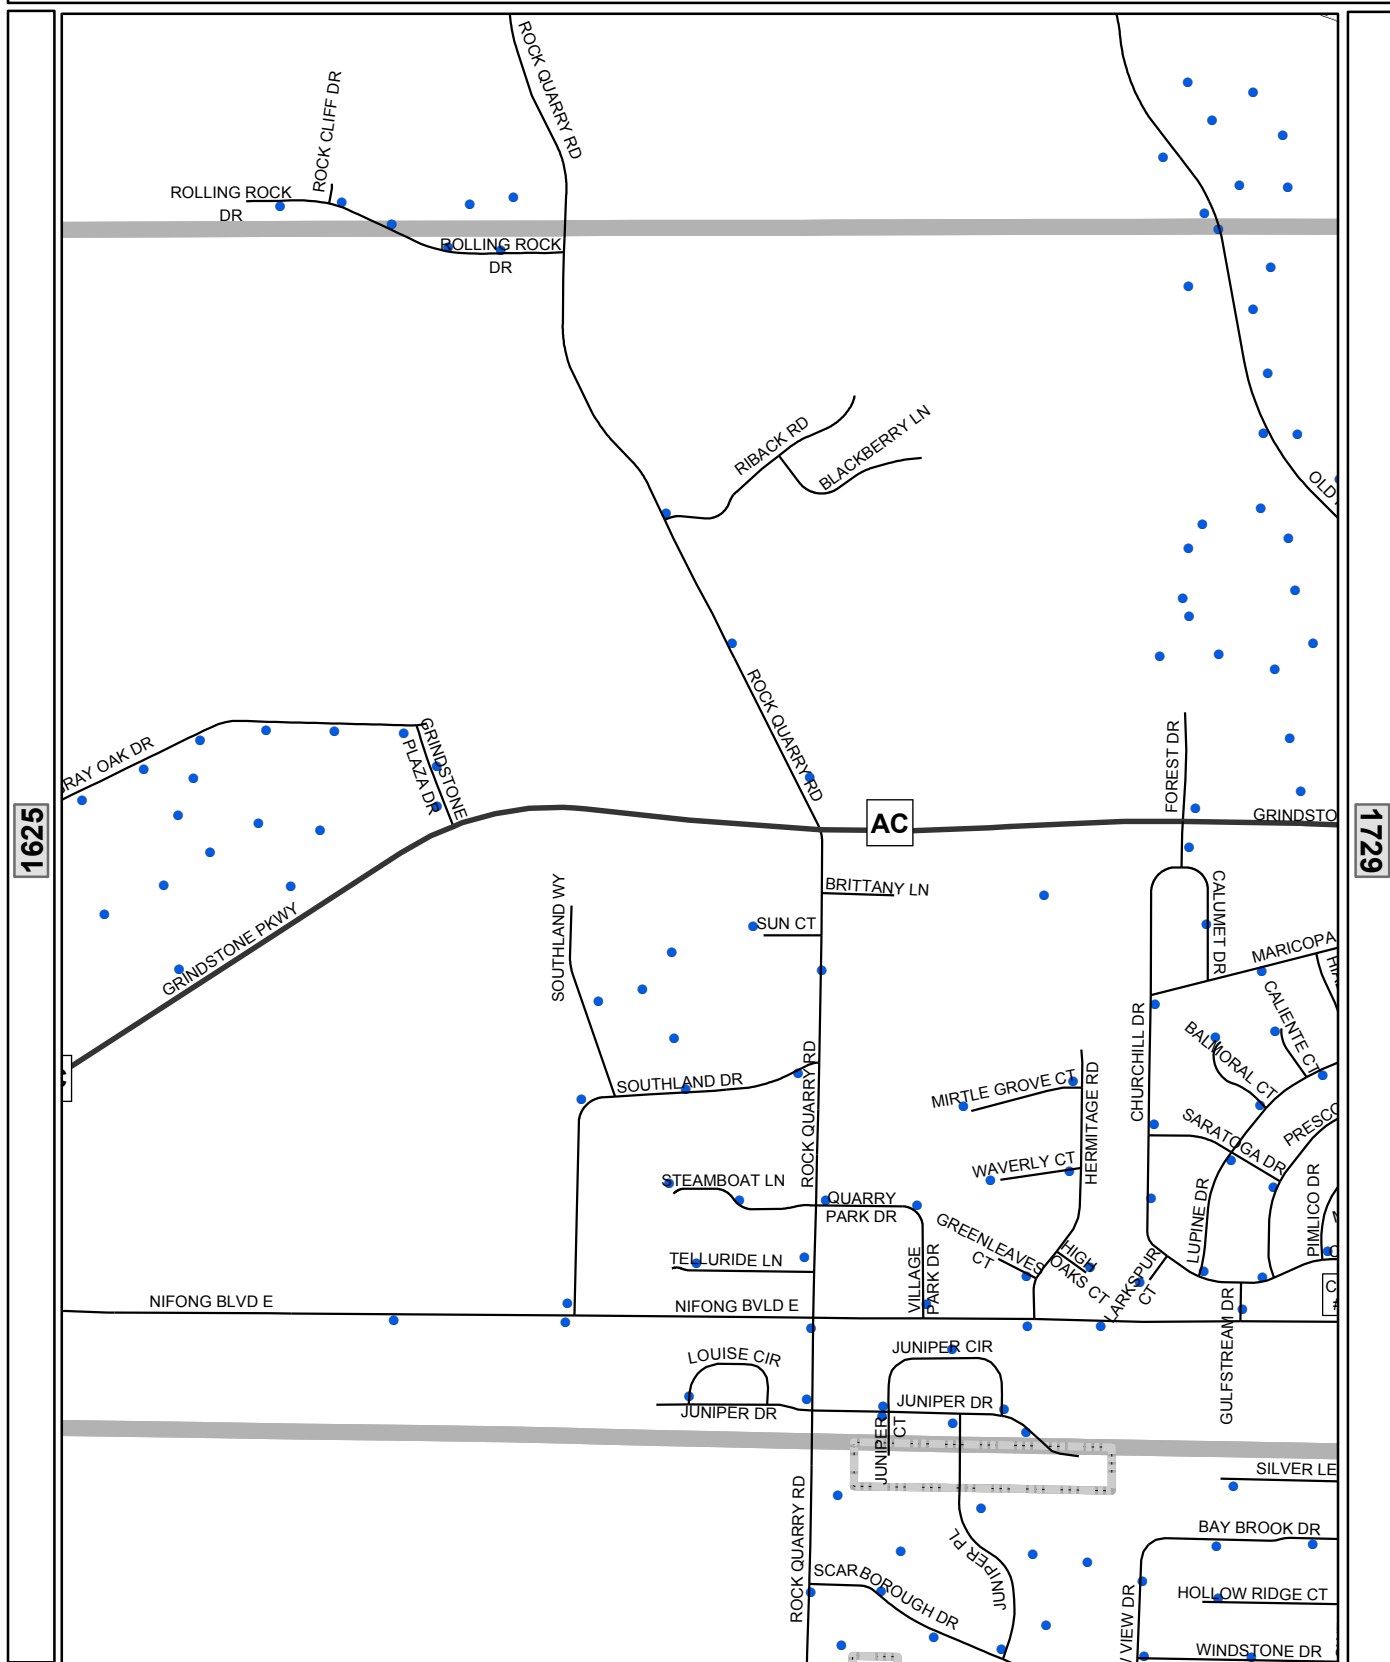 ROCK QUARRY RD
ROCK CLIFF DR
ROLLING ROCK
DR
ROLLING ROCK
DR
RIBACK RD
BLACKBERRY LN
OLD
ROCK QUARRY RD
FOREST DR
GRINDSTONE
PLAZA DR
RAY OAK DR
1625
AC
GRINDSTO
1729
BRITTANY LN
SUN CT
SOUTHLAND WY
GRINDSTONE PKWY
CALUMET DR
MARICOPA
HIA
CALIENTE CT
BALMORAL CT
CHURCHILL DR
SOUTHLAND DR
ROCK QUARRY RD
MIRTLE GROVE CT
HERMITAGE RD
SARATOGA DR
PRESCO
WAVERLY CT
STEAMBOAT LN
QUARRY
PARK DR
LUPINE DR
PIMLICO DR
GREENLEAVES
CT
HIGH
OAKS CT
LARKSPUR
CT
TELLURIDE LN
VILLAGE
PARK DR
NIFONG BLVD E
NIFONG BVLD E
GULFSTREAM DR
C
#
LOUISE CIR
JUNIPER CIR
JUNIPER DR
JUNIPER DR
JUNIPER
CT
SILVER LE
ROCK QUARRY RD
BAY BROOK DR
JUNIPER PL
SCARBOROUGH DR
HOLLOW RIDGE CT
VIEW DR
WINDSTONE DR